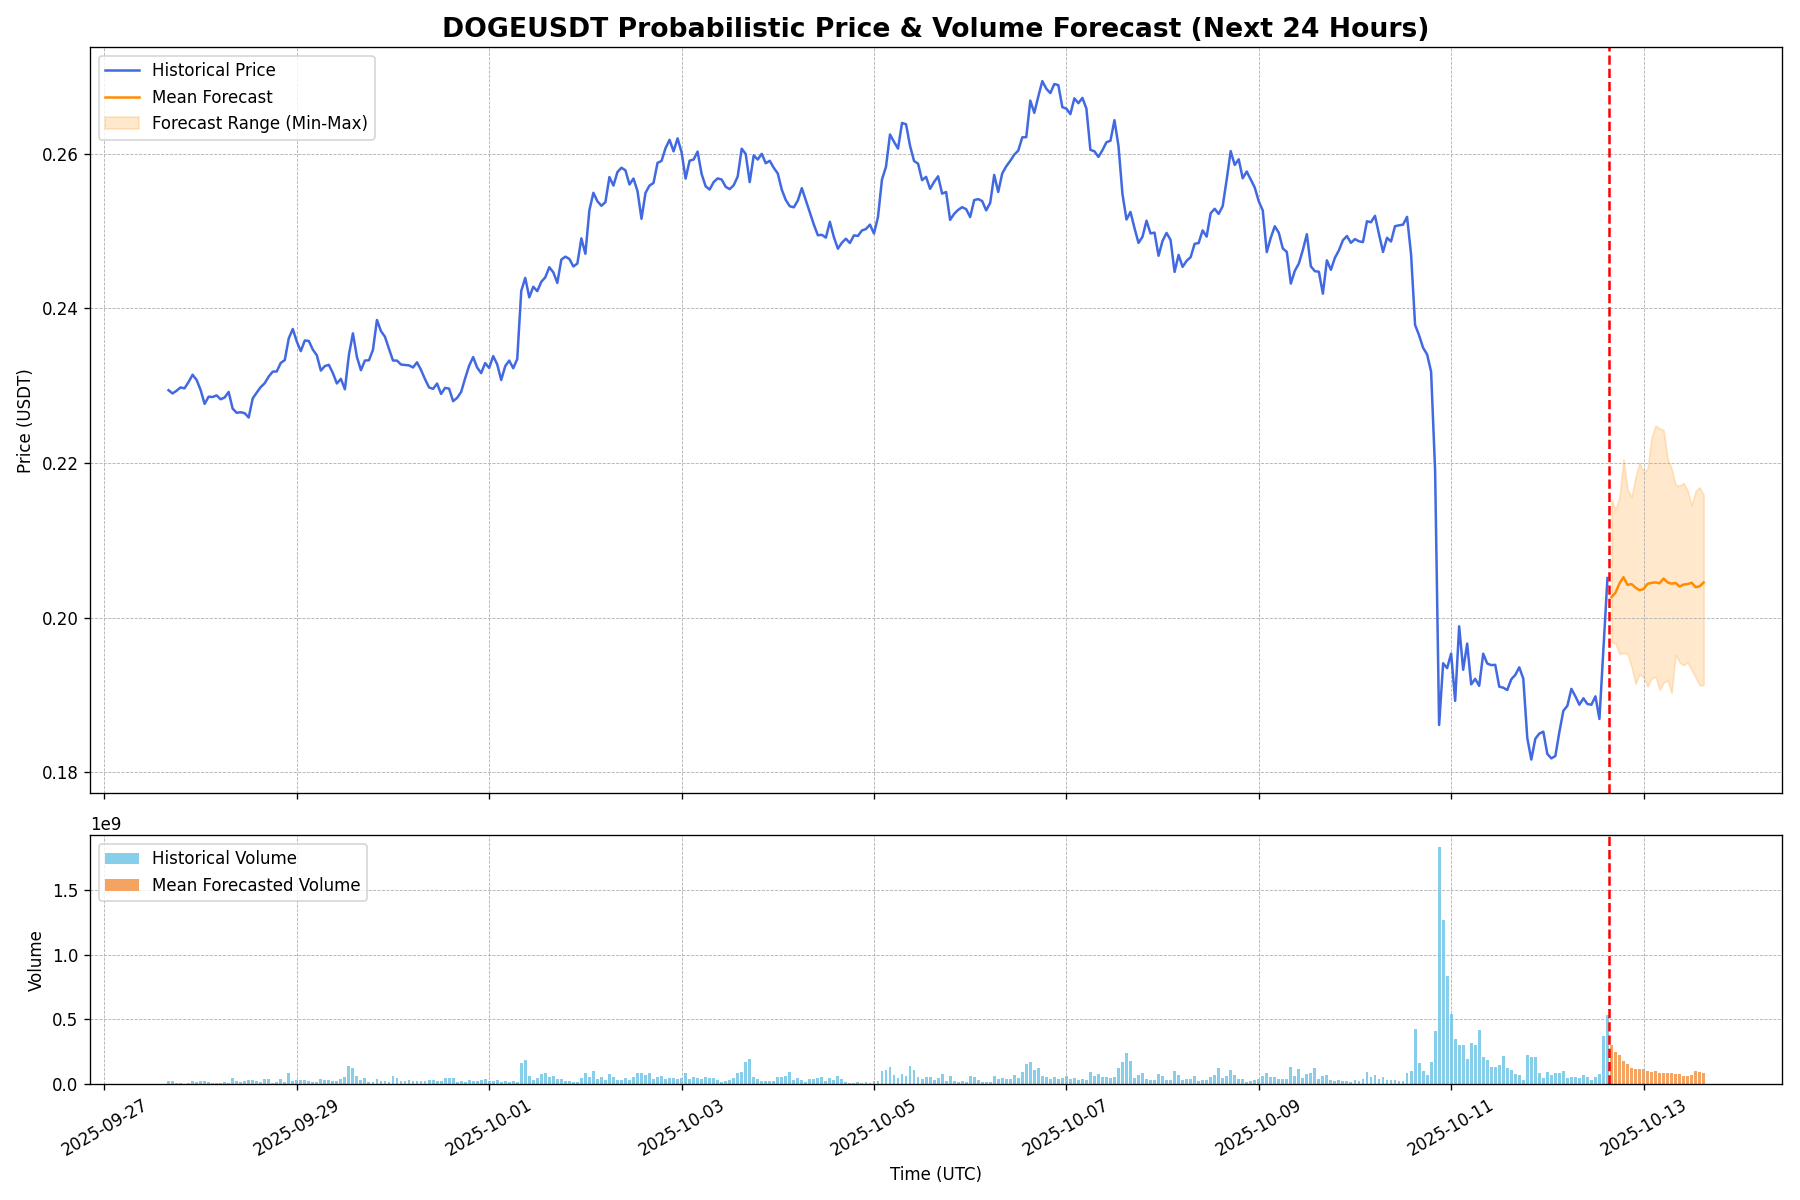 DOGEUSDT Probabilistic Price & Volume Forecast (Next 24 Hours)
Historical Price
Mean Forecast
Forecast Range (Min-Max)
Price (USDT)
0.26
0.24
0.22
0.20
0.18
1e9
Historical Volume
Mean Forecasted Volume
Volume
1.5
1.0
0.5
0.0
2025-09-27
2025-09-29
2025-10-01
2025-10-03
2025-10-05
2025-10-07
2025-10-09
2025-10-11
2025-10-13
Time (UTC)